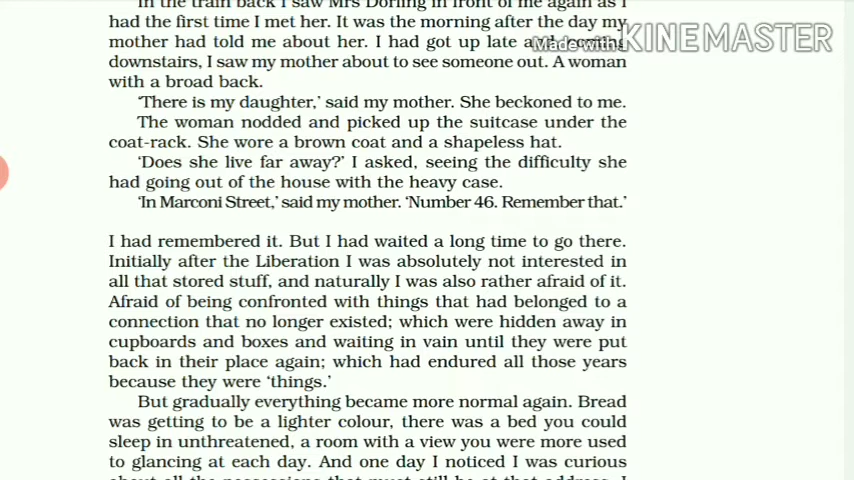 In the train back I saw Mrs Dorling in front of me again as I
had the first time I met her. It was the morning after the day my
mother had told me about her. I had got up late and, coming
Made with KINEMASTER
downstairs, I saw my mother about to see someone out. A woman
with a broad back.
‘There is my daughter,’ said my mother. She beckoned to me.
The woman nodded and picked up the suitcase under the
coat-rack. She wore a brown coat and a shapeless hat.
‘Does she live far away?’ I asked, seeing the difficulty she
had going out of the house with the heavy case.
‘In Marconi Street,’ said my mother. ‘Number 46. Remember that.’
I had remembered it. But I had waited a long time to go there.
Initially after the Liberation I was absolutely not interested in
all that stored stuff, and naturally I was also rather afraid of it.
Afraid of being confronted with things that had belonged to a
connection that no longer existed; which were hidden away in
cupboards and boxes and waiting in vain until they were put
back in their place again; which had endured all those years
because they were ‘things.’
But gradually everything became more normal again. Bread
was getting to be a lighter colour, there was a bed you could
sleep in unthreatened, a room with a view you were more used
to glancing at each day. And one day I noticed I was curious
about all the possessions that must still be at that address. I